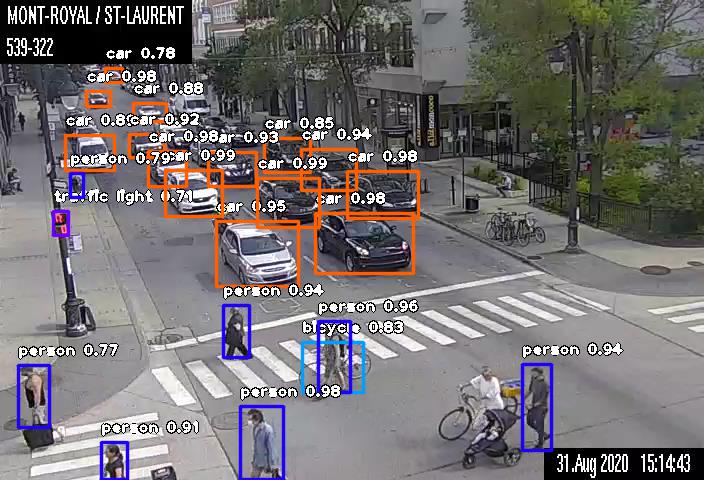 MONT-ROYAL / ST-LAURENT
539-322
car 0.78
car 0.98
car 0.88
car 0.92
car 0.98
car 0.93
car 0.85
car 0.94
person 0.79
car 0.99
car 0.99
car 0.98
traffic light 0.71
car 0.95
car 0.98
person 0.94
person 0.96
bicycle 0.83
person 0.77
person 0.94
person 0.98
person 0.91
31.Aug 2020 15:14:43